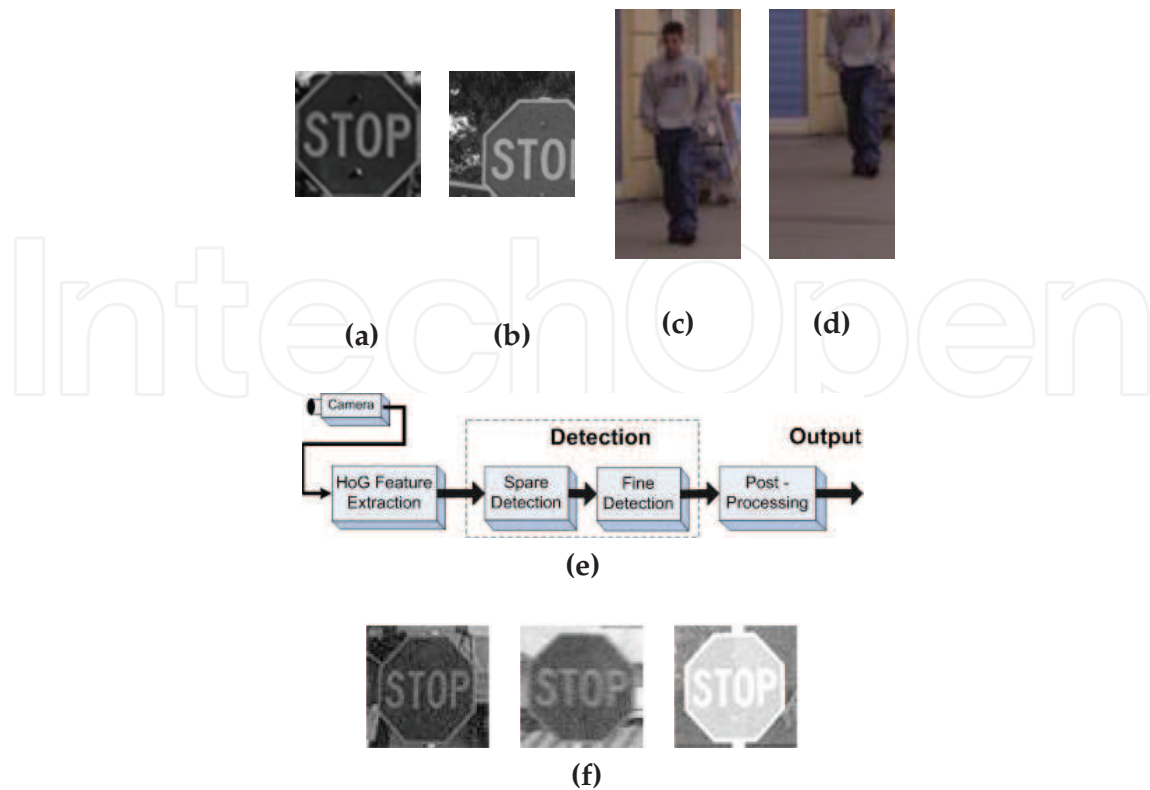 STOP
STO
(a)
(b)
(c)
(d)
IntechOpen
Camera
Detection
Output
HoG Feature
Extraction
Spare
Detection
Fine
Detection
Post -
Processing
(e)
STOP
STOP
STOP
(f)